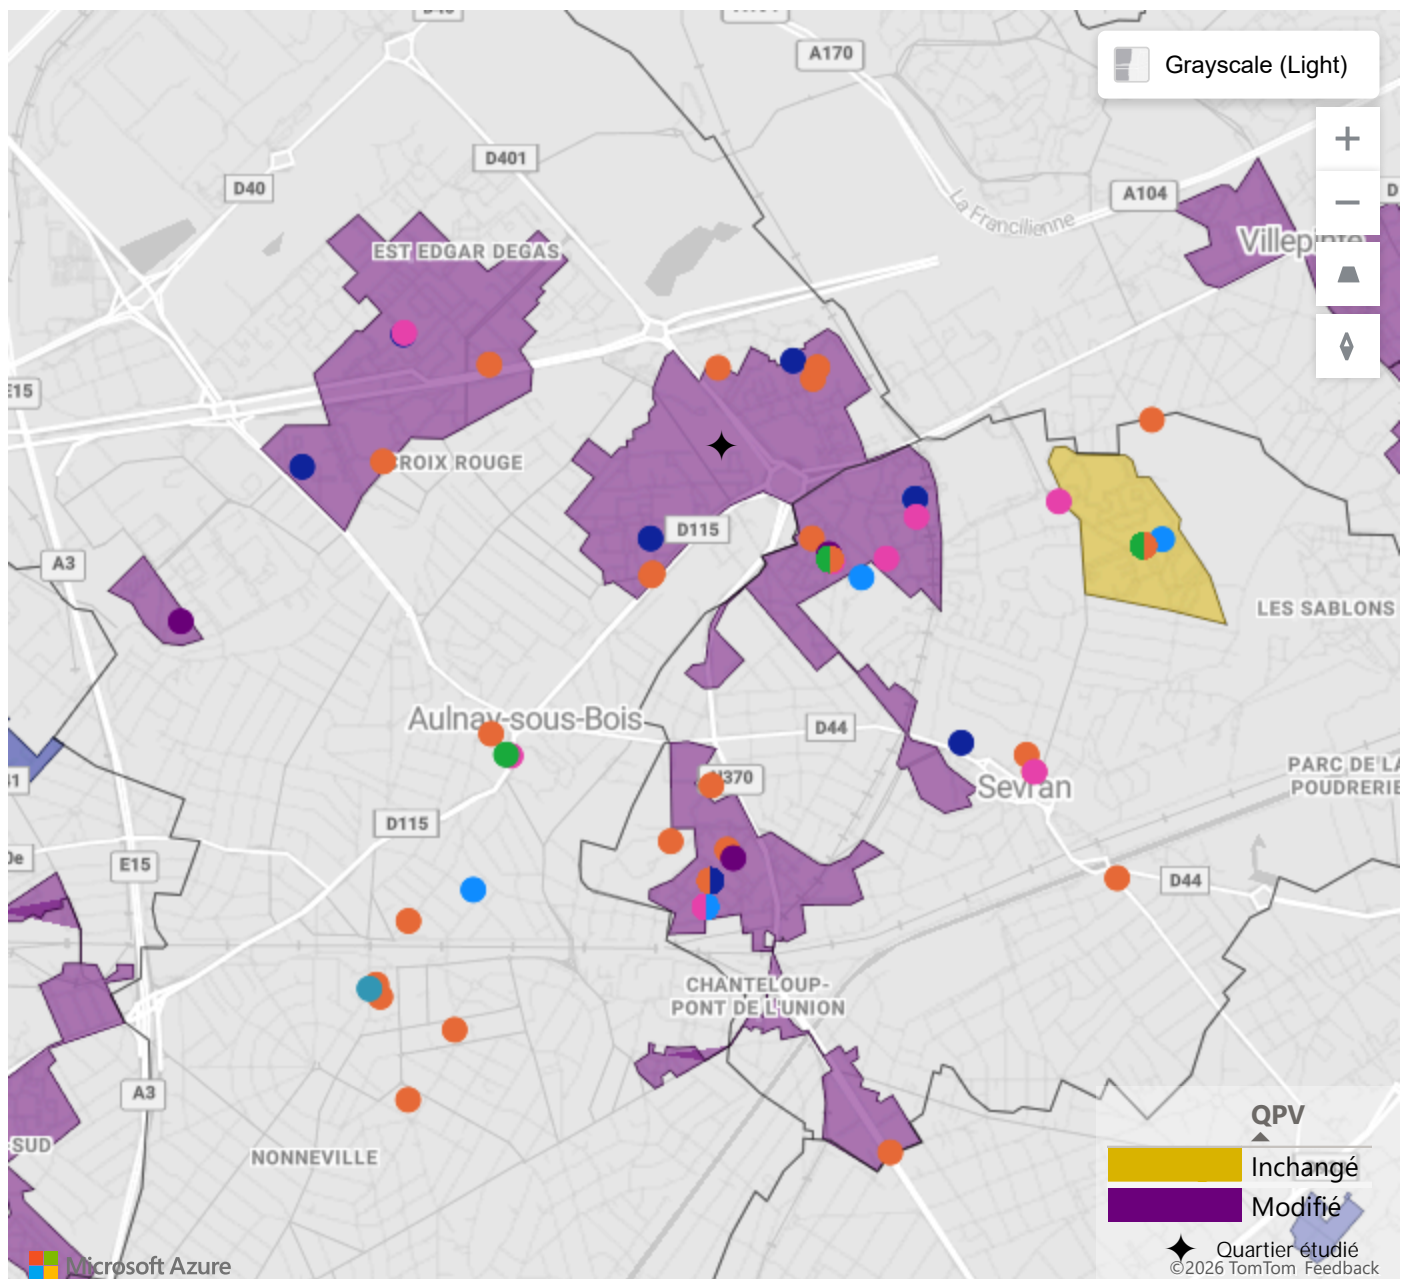 A170
Grayscale (Light)
D401
D40
A104
La Francilienne
EST EDGAR DEGAS
E15
CROIX ROUGE
D115
A3
LES SABLONS
Aulnay-sous-Bois
D44
N370
Sevran
PARC DE LA
POUDRERIE
D115
E15
D44
CHANTELOUP-
PONT DE L'UNION
A3
QPV
SUD
NONNEVILLE
Inchangé
Modifié
Quartier étudié
Microsoft Azure
©2026 TomTom Feedback